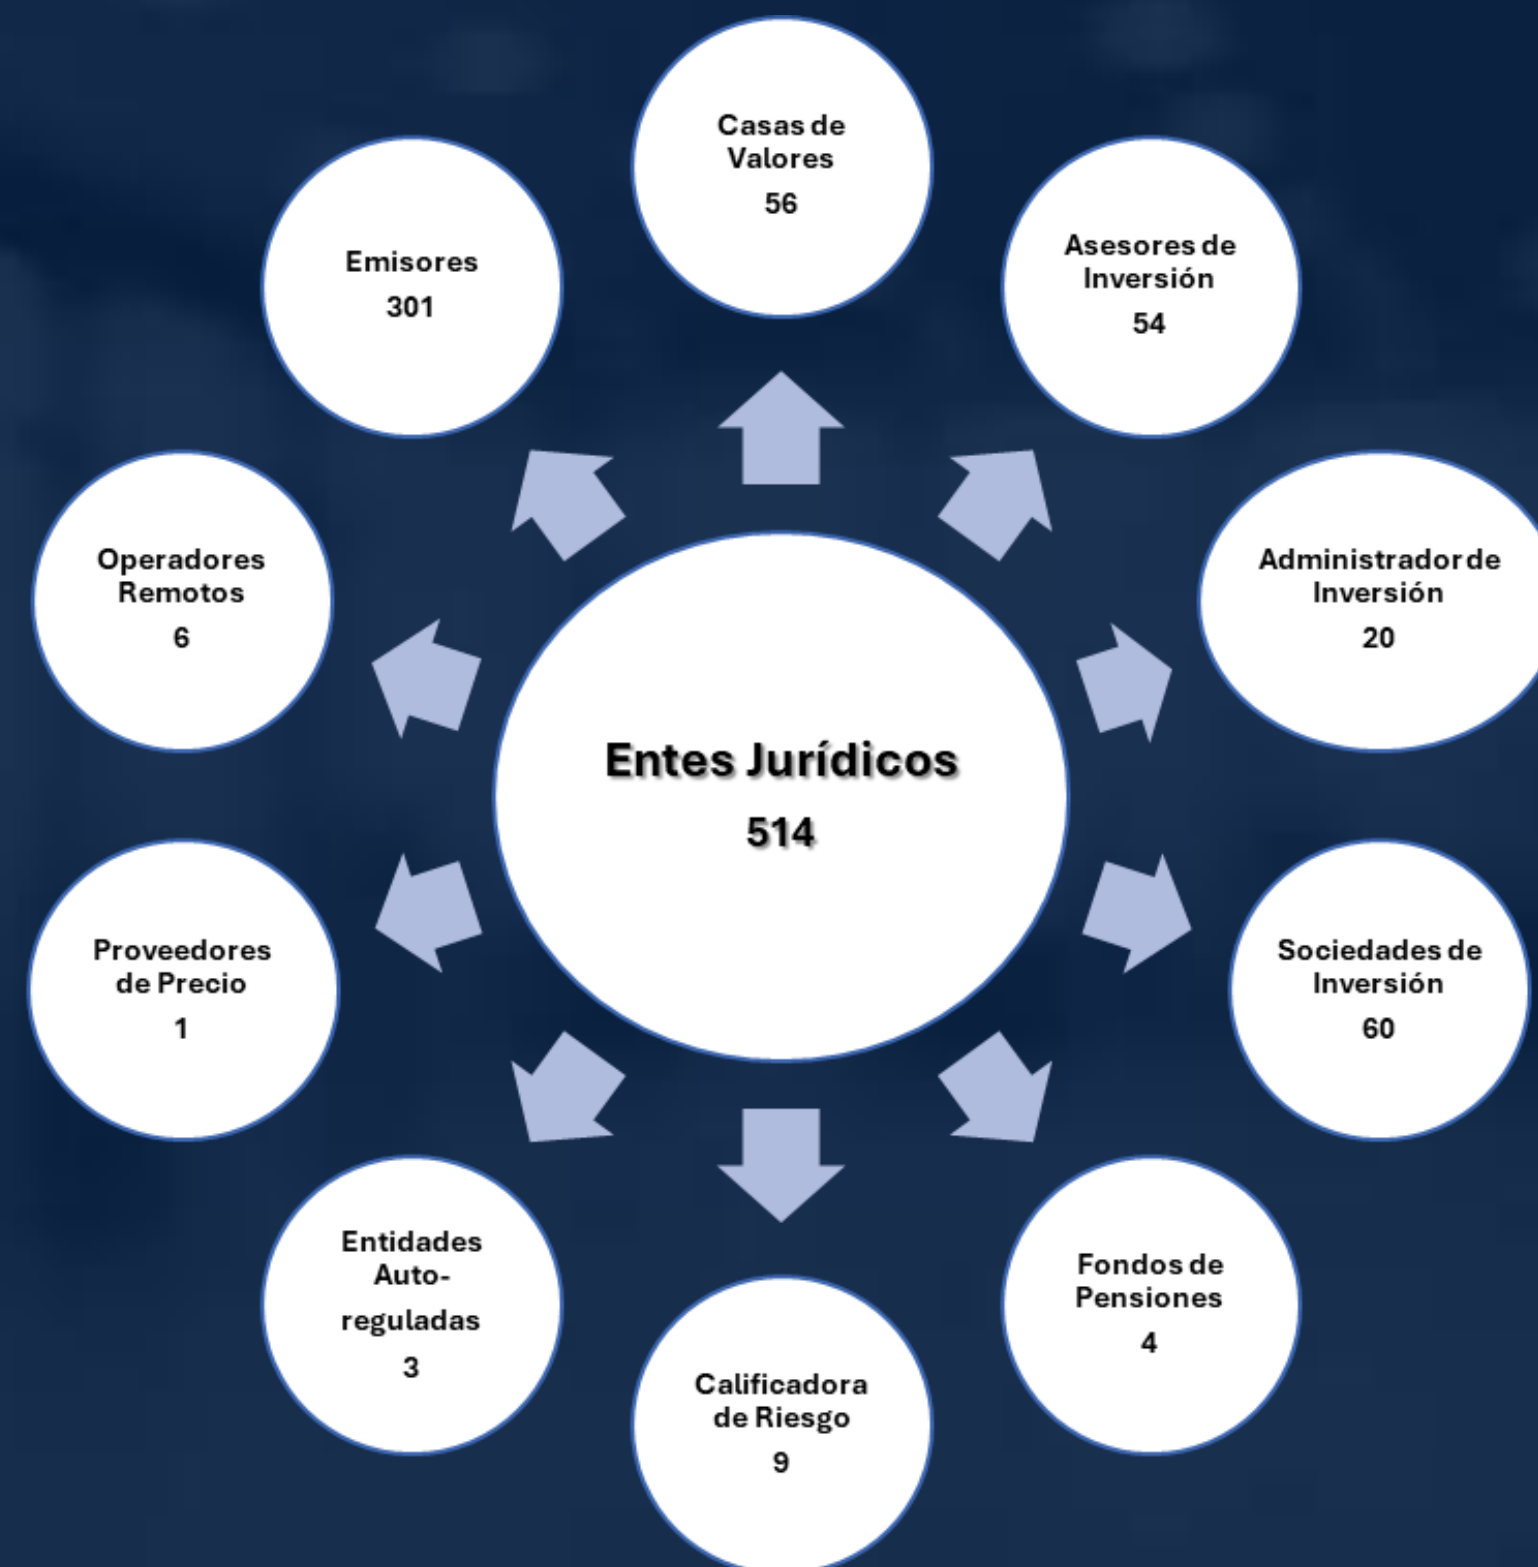 Casas de
Valores
56
Asesores de
Inversión
54
Administrador de
Inversión
20
Sociedades de
Inversión
60
Fondos de
Pensiones
4
Calificadora
de Riesgo
9
Entidades
Auto-
reguladas
3
Proveedores
de Precio
1
Operadores
Remotos
6
Emisores
301
Entes Jurídicos
514